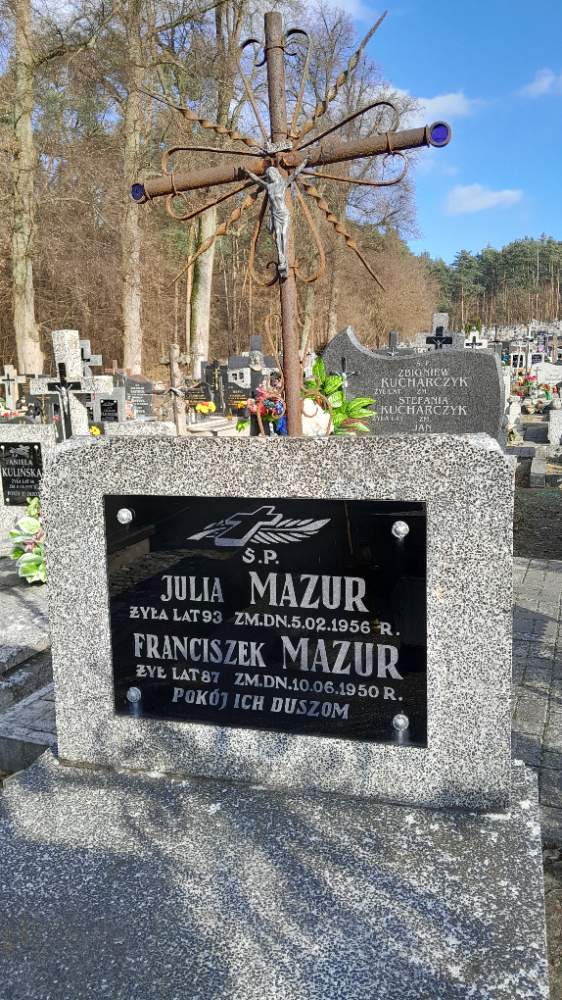 Ś.P.
JULIA MAZUR
ŻYŁA LAT 93 ZM.DN.5.02.1956 R.
FRANCISZEK MAZUR
ŻYŁ LAT 87 ZM.DN.10.06.1950 R.
POKÓJ ICH DUSZOM
Ś.P.
ZBIGNIEW
KUCHARCZYK
STEFANIA
KUCHARCZYK
JAN
KULIŃSKA